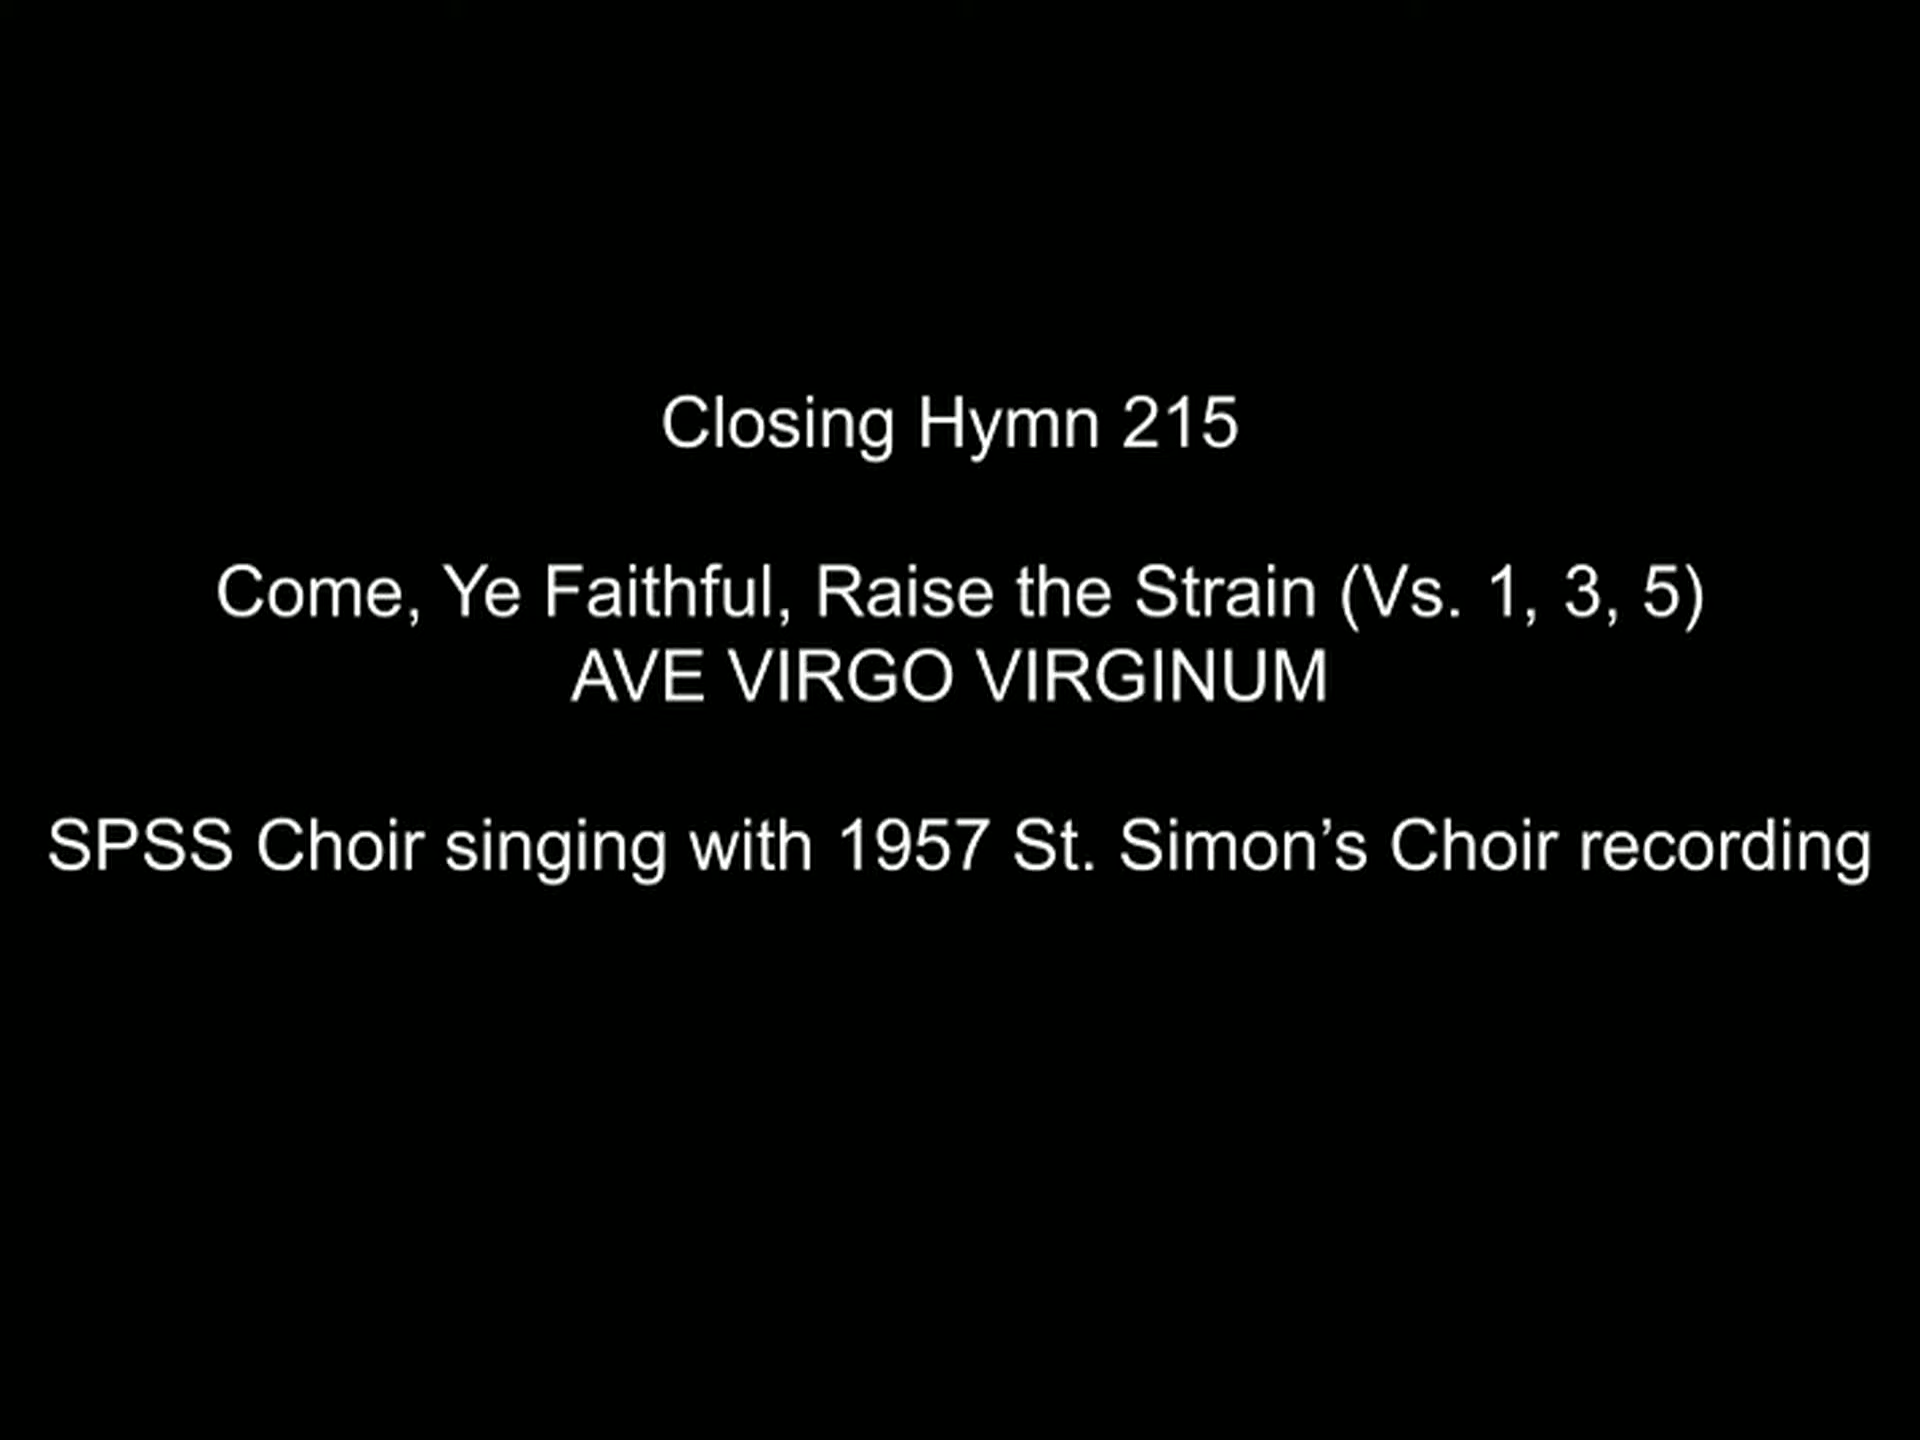 Closing Hymn 215
Come, Ye Faithful, Raise the Strain (Vs. 1, 3, 5)
AVE VIRGO VIRGINUM
SPSS Choir singing with 1957 St. Simon’s Choir recording